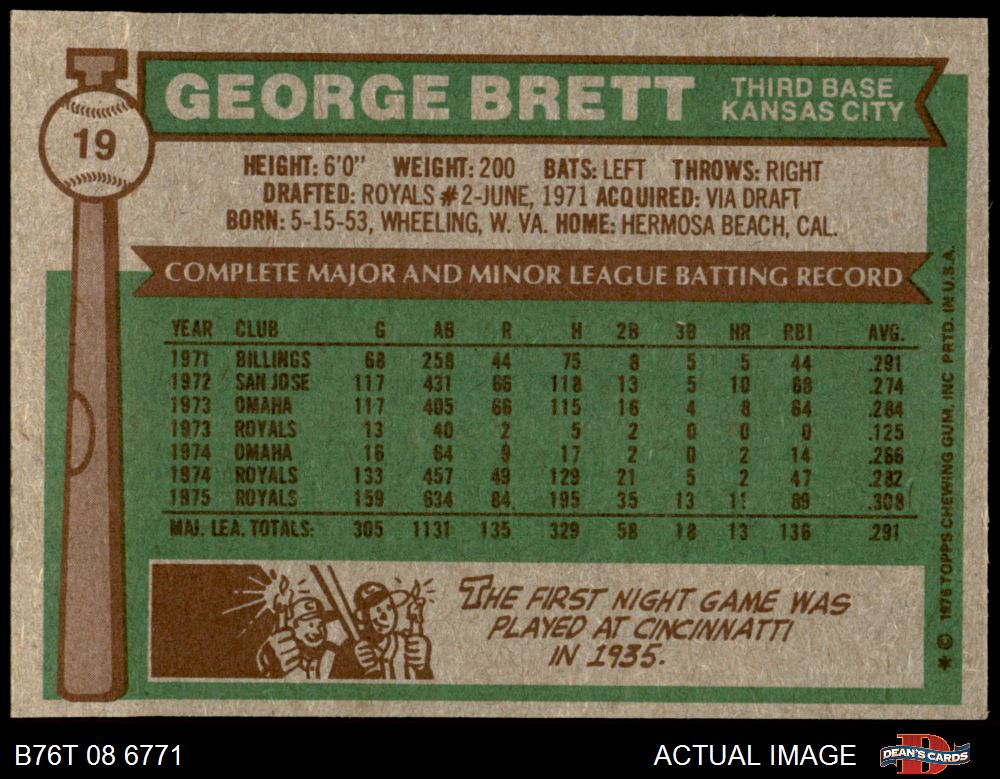 GEORGE BRETT
THIRD BASE
KANSAS CITY
19
HEIGHT: 6'0" WEIGHT: 200 BATS: LEFT THROWS: RIGHT
DRAFTED: ROYALS #2-JUNE, 1971 ACQUIRED: VIA DRAFT
BORN: 5-15-53, WHEELING, W. VA. HOME: HERMOSA BEACH, CAL.
COMPLETE MAJOR AND MINOR LEAGUE BATTING RECORD
YEAR CLUB G AB R H 2B 3B HR RBI AVG.
1971 BILLINGS 68 258 44 75 8 5 5 44 .291
1972 SAN JOSE 117 431 66 118 13 5 10 68 .274
1973 OMAHA 117 405 66 115 16 4 8 64 .284
1973 ROYALS 13 40 2 5 2 0 0 0 .125
1974 OMAHA 16 64 9 17 2 0 2 14 .266
1974 ROYALS 133 457 49 129 21 5 2 47 .282
1975 ROYALS 159 634 84 195 35 13 11 89 .308
MAJ. LEA. TOTALS: 305 1131 135 329 58 18 13 136 .291
THE FIRST NIGHT GAME WAS
PLAYED AT CINCINNATTI
IN 1935.
* © 1976 TOPPS CHEWING GUM, INC PRTD. IN U.S.A.
B76T 08 6771
ACTUAL IMAGE
DEAN'S CARDS